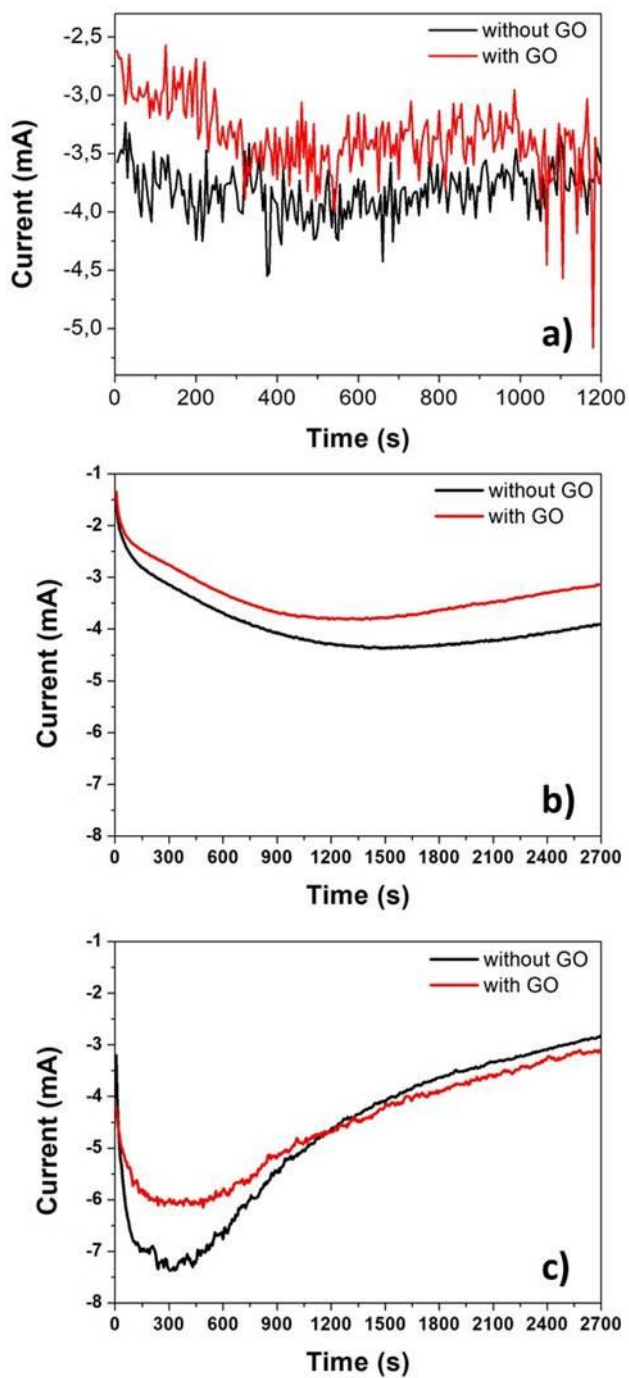 without GO
with GO
-2,5
-3,0
-3,5
-4,0
-4,5
-5,0
Current (mA)
a)
0 200 400 600 800 1000 1200
Time (s)
without GO
with GO
-1
-2
-3
-4
-5
-6
-7
-8
Current (mA)
b)
0 300 600 900 1200 1500 1800 2100 2400 2700
Time (s)
without GO
with GO
-1
-2
-3
-4
-5
-6
-7
-8
Current (mA)
c)
0 300 600 900 1200 1500 1800 2100 2400 2700
Time (s)